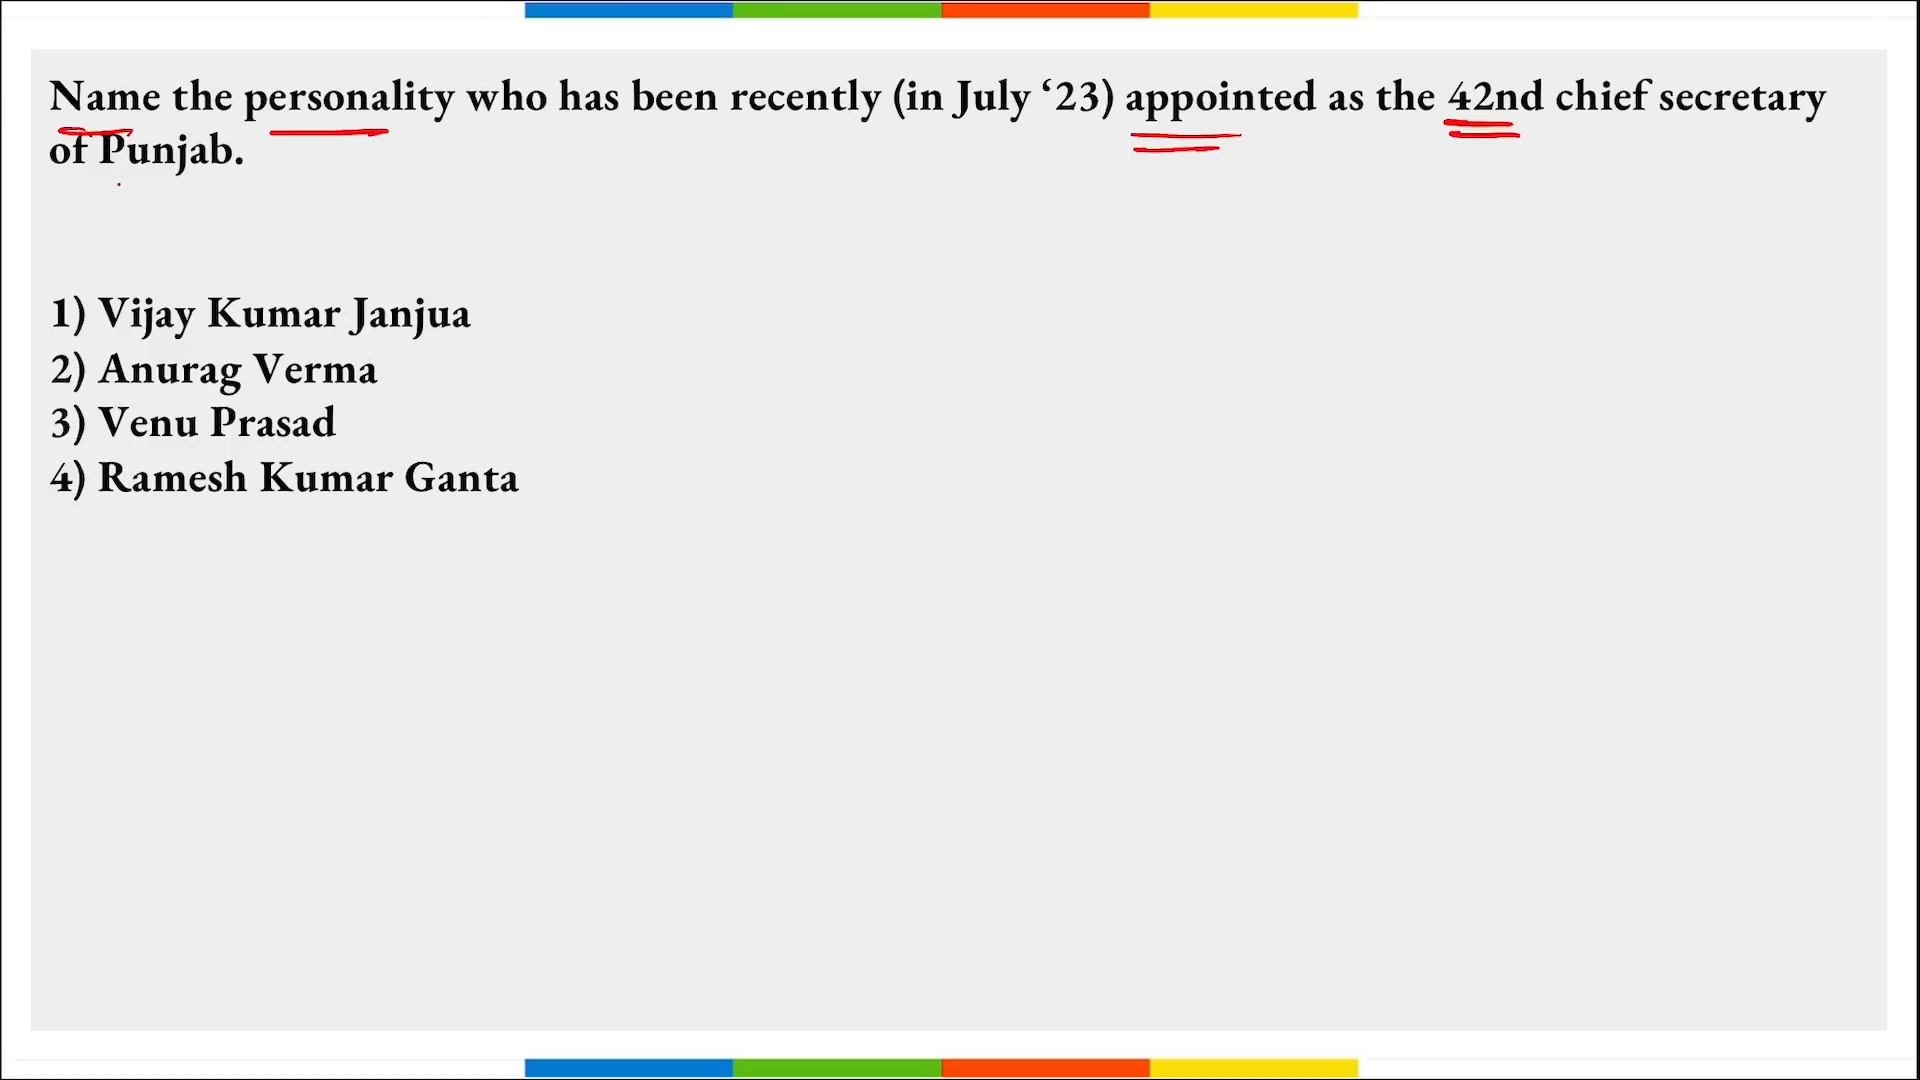 Name the personality who has been recently (in July ‘23) appointed as the 42nd chief secretary
of Punjab.
1) Vijay Kumar Janjua
2) Anurag Verma
3) Venu Prasad
4) Ramesh Kumar Ganta